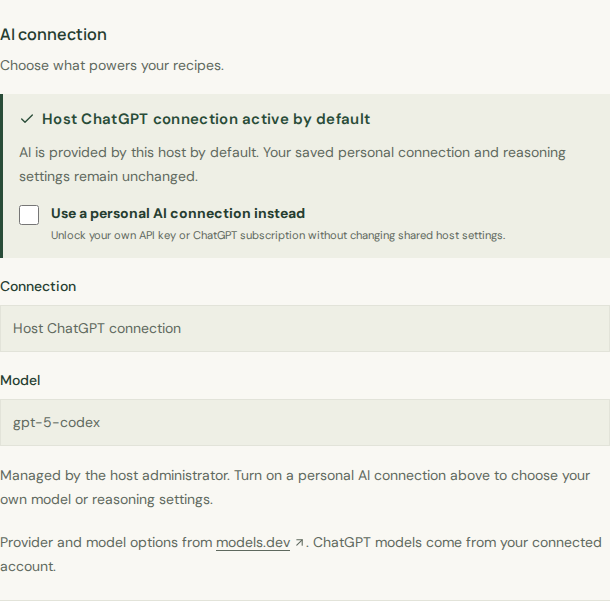 AI connection
Choose what powers your recipes.
Host ChatGPT connection active by default
AI is provided by this host by default. Your saved personal connection and reasoning
settings remain unchanged.
Use a personal AI connection instead
Unlock your own API key or ChatGPT subscription without changing shared host settings.
Connection
Host ChatGPT connection
Model
gpt-5-codex
Managed by the host administrator. Turn on a personal AI connection above to choose your
own model or reasoning settings.
Provider and model options from models.dev ↗. ChatGPT models come from your connected
account.